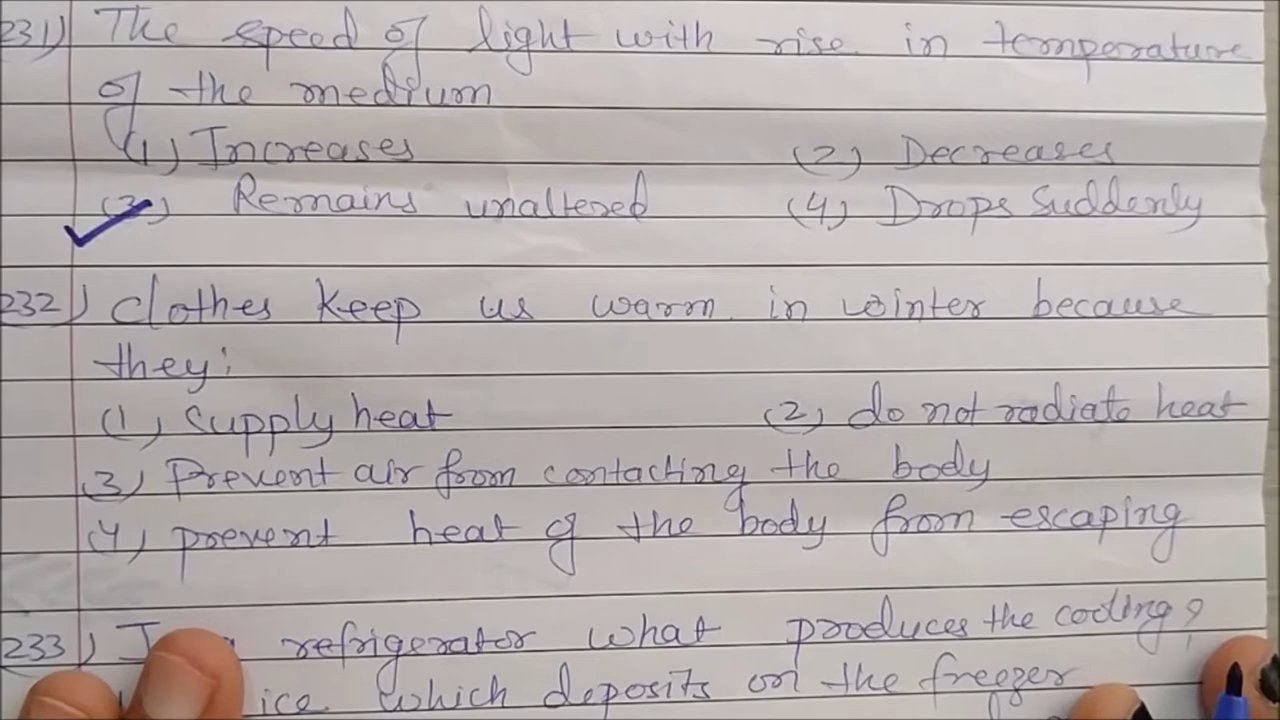 231) The speed of light with rise in temperature
of the medium
(1) Increases (2) Decreases
(3) Remains unaltered (4) Drops Suddenly
232) Clothes keep us warm in winter because
they:
(1) supply heat (2) do not radiate heat
(3) Prevent air from contacting the body
(4) prevent heat of the body from escaping
233) refrigerator what produces the cooling?
ice which deposits on the freezer